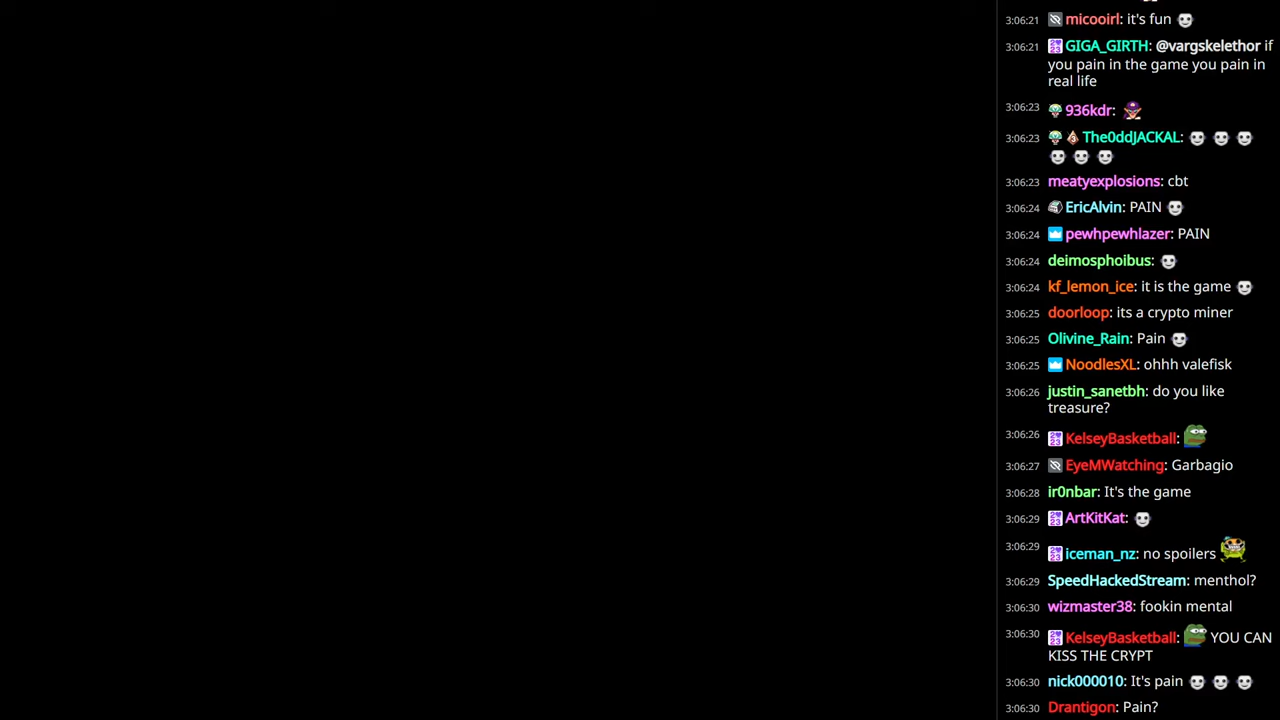 3:06:21 micooirl: it's fun
3:06:21 GIGA_GIRTH: @vargskelethor if
you pain in the game you pain in
real life
3:06:23 936kdr:
3:06:23 The0ddJACKAL:
3:06:23 meatyexplosions: cbt
3:06:24 EricAlvin: PAIN
3:06:24 pewhpewhlazer: PAIN
3:06:24 deimosphoibus:
3:06:24 kf_lemon_ice: it is the game
3:06:25 doorloop: its a crypto miner
3:06:25 Olivine_Rain: Pain
3:06:25 NoodlesXL: ohhh valefisk
3:06:26 justin_sanetbh: do you like
treasure?
3:06:26 KelseyBasketball:
3:06:27 EyeMWatching: Garbagio
3:06:28 ir0nbar: It's the game
3:06:29 ArtKitKat:
3:06:29 iceman_nz: no spoilers
3:06:29 SpeedHackedStream: menthol?
3:06:30 wizmaster38: fookin mental
3:06:30 KelseyBasketball: YOU CAN
KISS THE CRYPT
3:06:30 nick000010: It's pain
3:06:30 Drantigon: Pain?